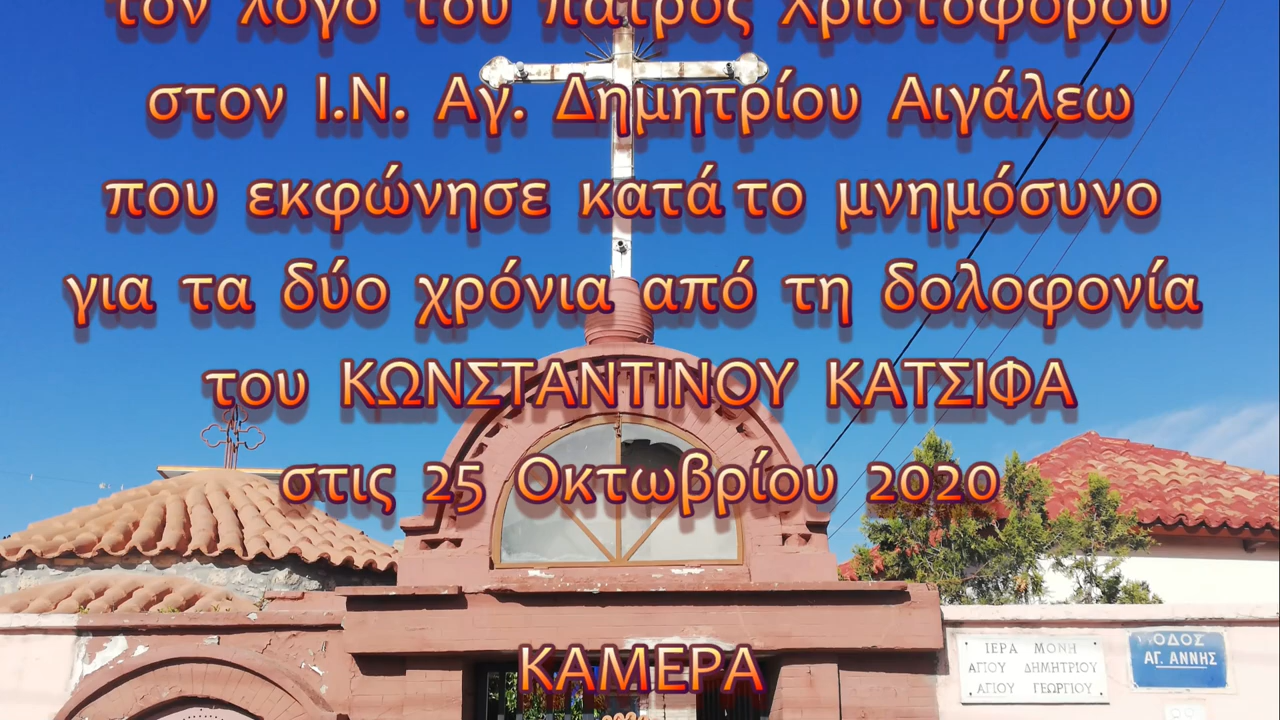 τον λόγο του πατρός Χριστοφόρου
στον Ι.Ν. Αγ. Δημητρίου Αιγάλεω
που εκφώνησε κατά το μνημόσυνο
για τα δύο χρόνια από τη δολοφονία
του ΚΩΝΣΤΑΝΤΙΝΟΥ ΚΑΤΣΙΦΑ
στις 25 Οκτωβρίου 2020
ΚΑΜΕΡΑ
ΙΕΡΑ ΜΟΝΗ
ΑΓΙΟΥ ΔΗΜΗΤΡΙΟΥ
ΑΓΙΟΥ ΓΕΩΡΓΙΟΥ
ΟΔΟΣ
ΑΓ. ΑΝΝΗΣ